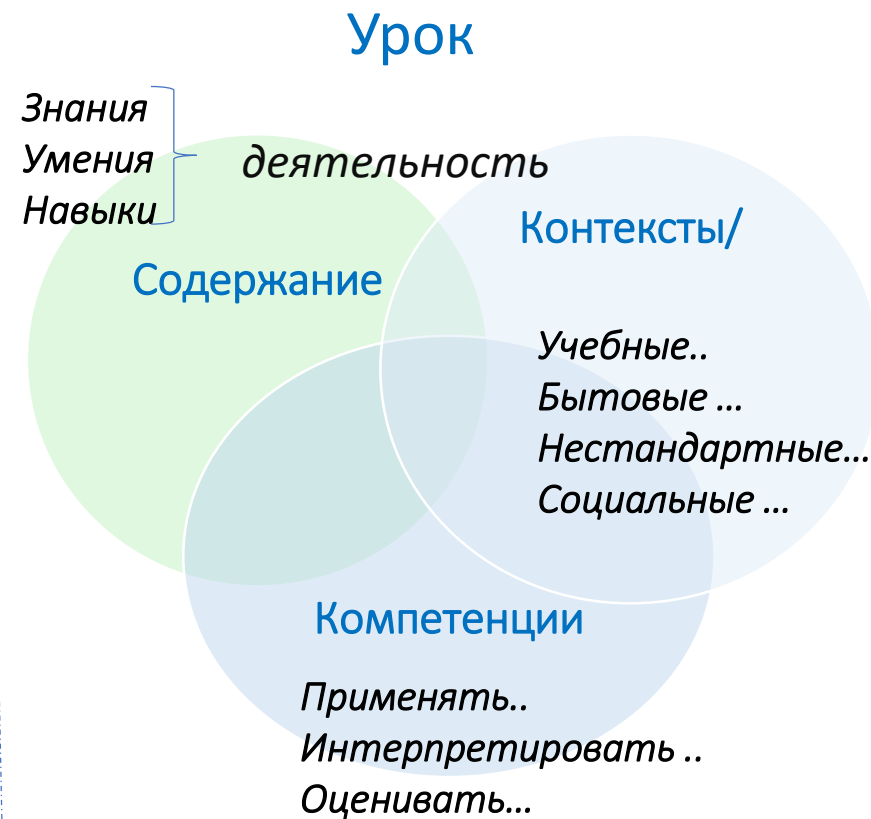 Урок
Знания
Умения
Навыки
деятельность
Содержание
Контексты/
Учебные..
Бытовые ...
Нестандартные...
Социальные ...
Компетенции
Применять..
Интерпретировать ..
Оценивать...